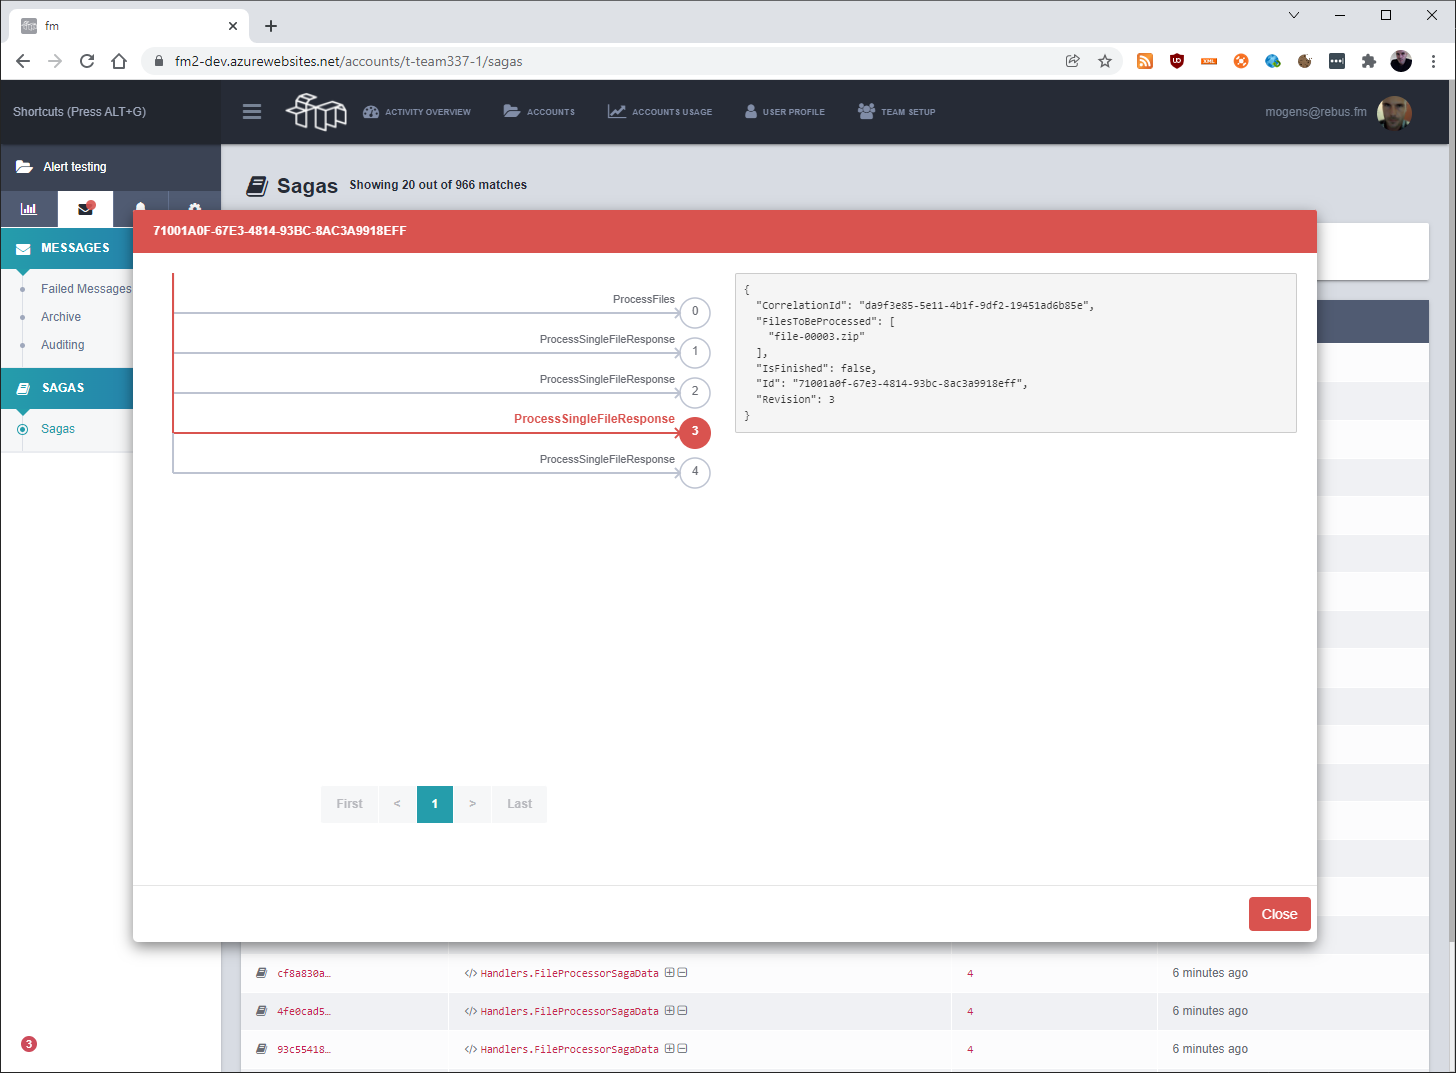 fm
fm2-dev.azurewebsites.net/accounts/t-team337-1/sagas
Shortcuts (Press ALT+G)
ACTIVITY OVERVIEW
ACCOUNTS
ACCOUNTS USAGE
USER PROFILE
TEAM SETUP
mogens@rebus.fm
Alert testing
Sagas
Showing 20 out of 966 matches
MESSAGES
Failed Messages
Archive
Auditing
SAGAS
Sagas
71001A0F-67E3-4814-93BC-8AC3A9918EFF
ProcessFiles
0
ProcessSingleFileResponse
1
ProcessSingleFileResponse
2
ProcessSingleFileResponse
3
ProcessSingleFileResponse
4
{
"CorrelationId": "da9f3e85-5e11-4b1f-9df2-19451ad6b85e",
"FilesToBeProcessed": [
"file-00003.zip"
],
"IsFinished": false,
"Id": "71001a0f-67e3-4814-93bc-8ac3a9918eff",
"Revision": 3
}
First < 1 > Last
Close
cf8a830a… </> Handlers.FileProcessorSagaData 4 6 minutes ago
4fe0cad5… </> Handlers.FileProcessorSagaData 4 6 minutes ago
93c55418… </> Handlers.FileProcessorSagaData 4 6 minutes ago
3